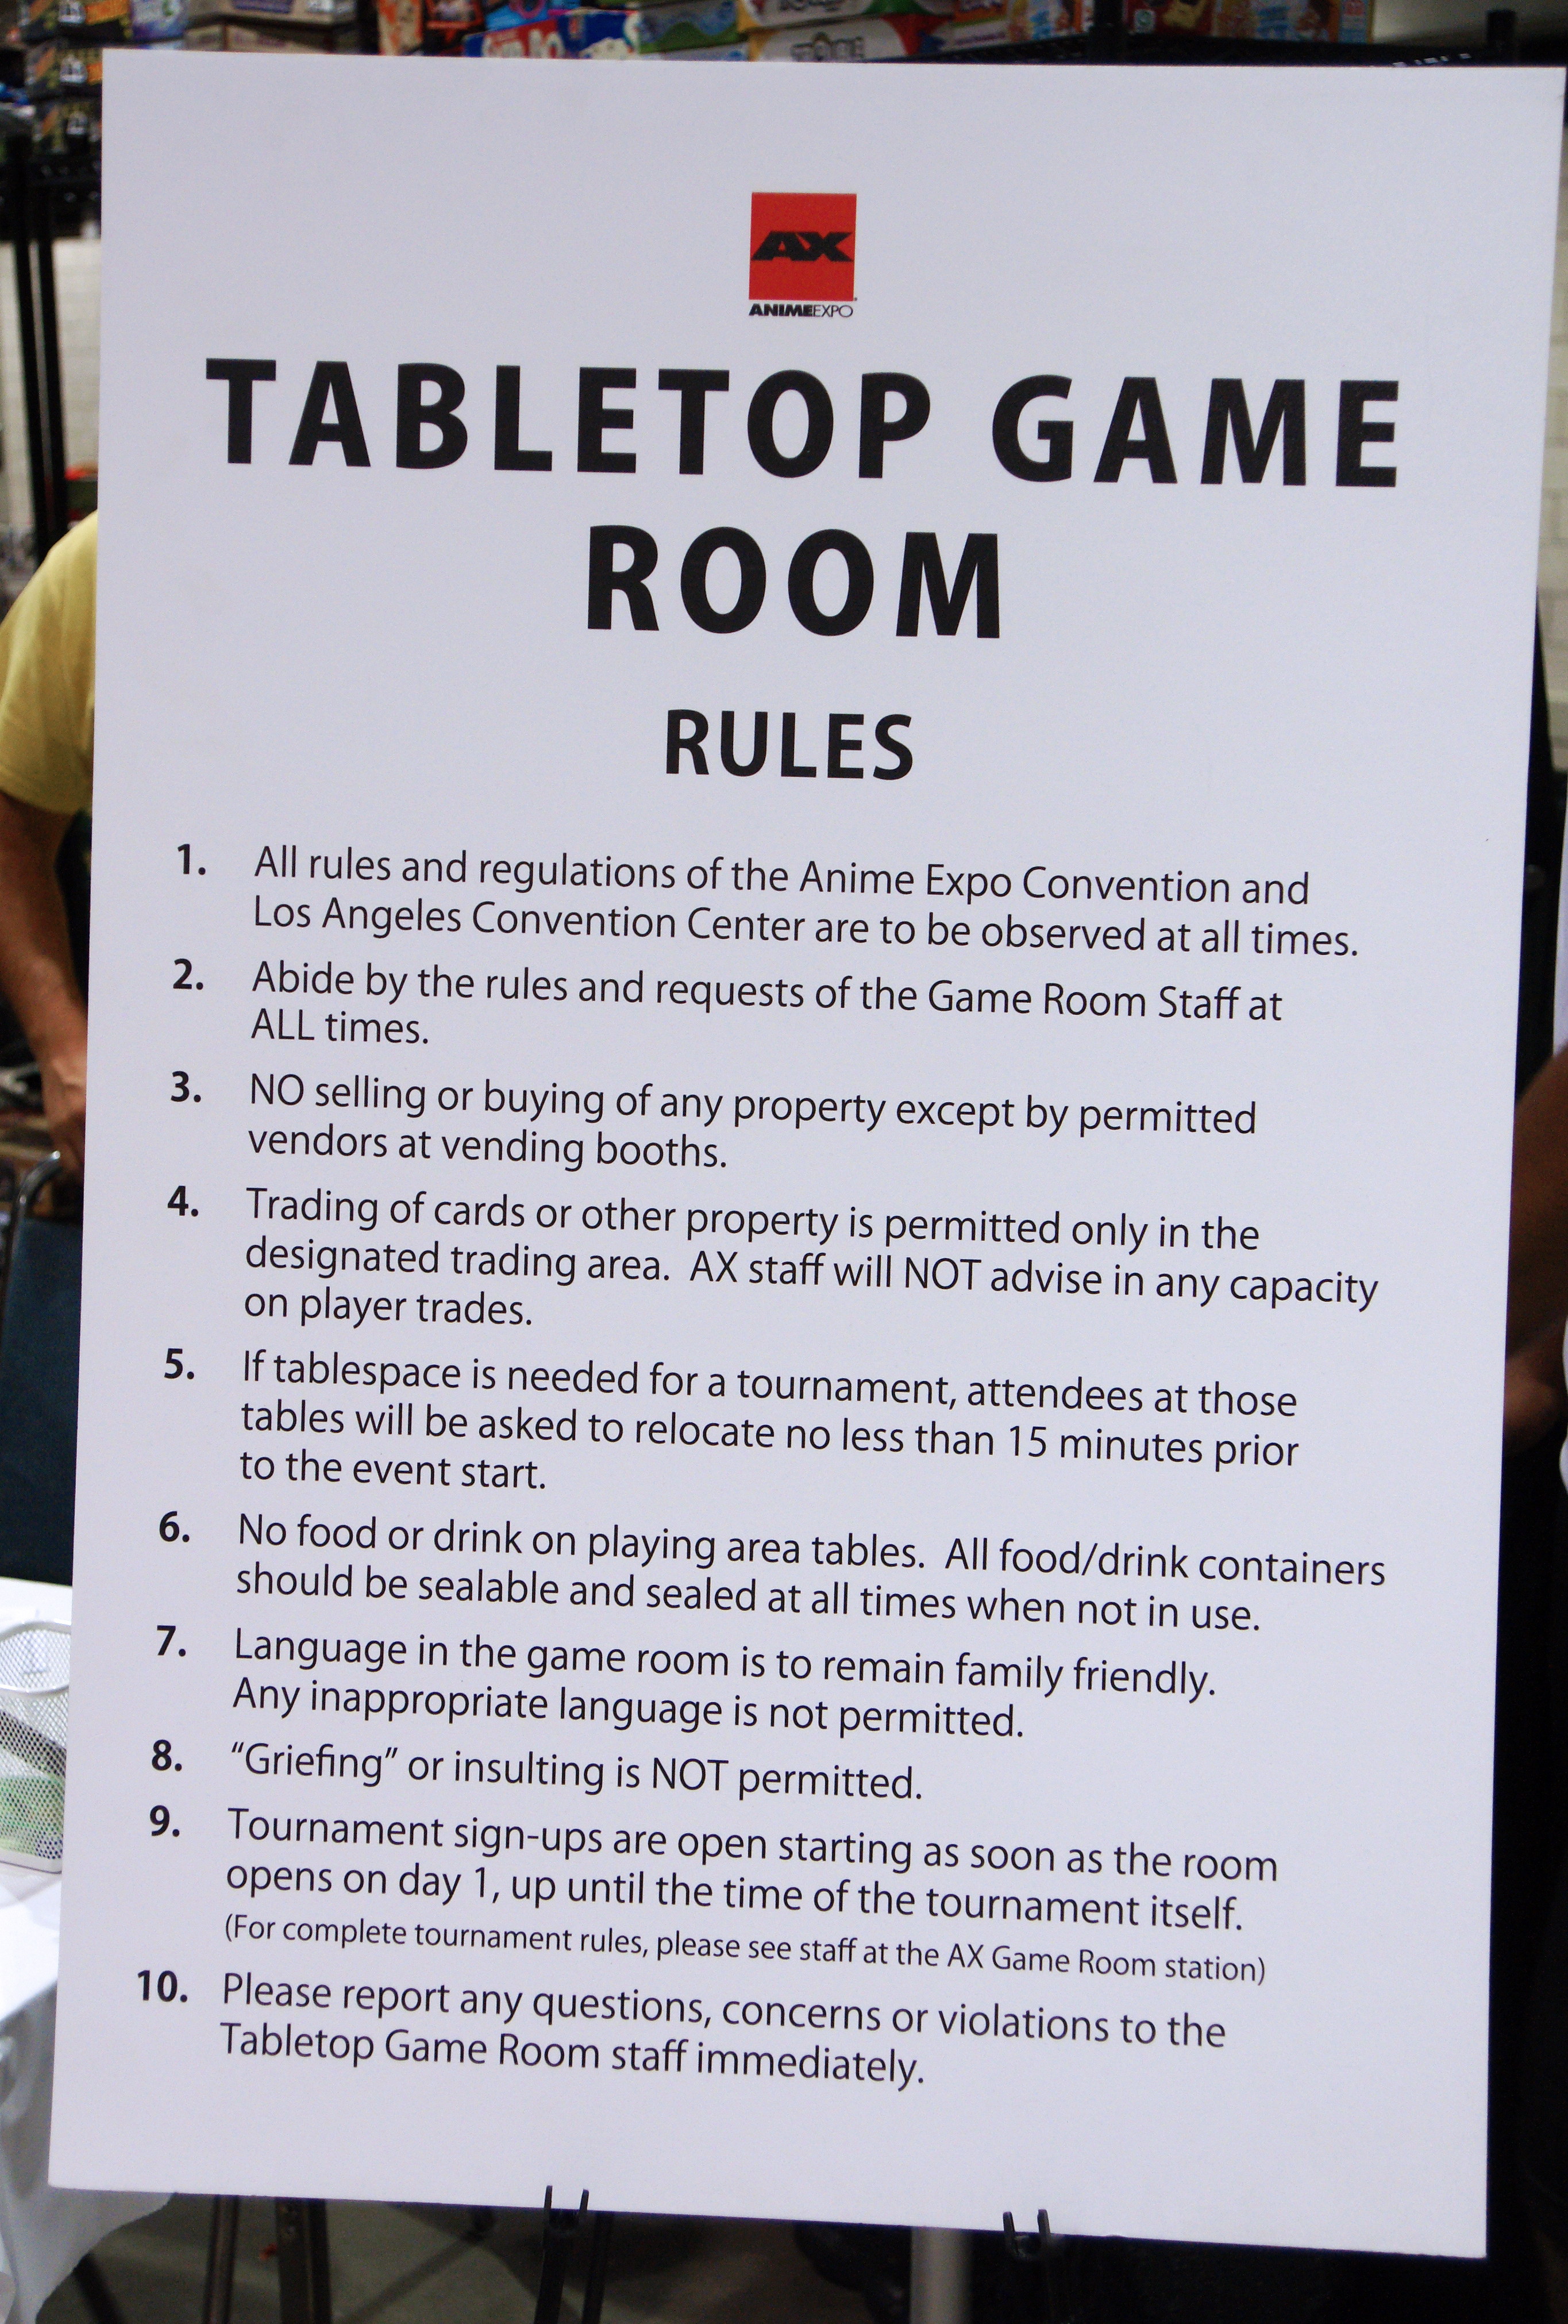 AX
ANIMEEXPO
TABLETOP GAME
ROOM
RULES
1. All rules and regulations of the Anime Expo Convention and
Los Angeles Convention Center are to be observed at all times.
2. Abide by the rules and requests of the Game Room Staff at
ALL times.
3. NO selling or buying of any property except by permitted
vendors at vending booths.
4. Trading of cards or other property is permitted only in the
designated trading area. AX staff will NOT advise in any capacity
on player trades.
5. If tablespace is needed for a tournament, attendees at those
tables will be asked to relocate no less than 15 minutes prior
to the event start.
6. No food or drink on playing area tables. All food/drink containers
should be sealable and sealed at all times when not in use.
7. Language in the game room is to remain family friendly.
Any inappropriate language is not permitted.
8. “Griefing” or insulting is NOT permitted.
9. Tournament sign-ups are open starting as soon as the room
opens on day 1, up until the time of the tournament itself.
(For complete tournament rules, please see staff at the AX Game Room station)
10. Please report any questions, concerns or violations to the
Tabletop Game Room staff immediately.